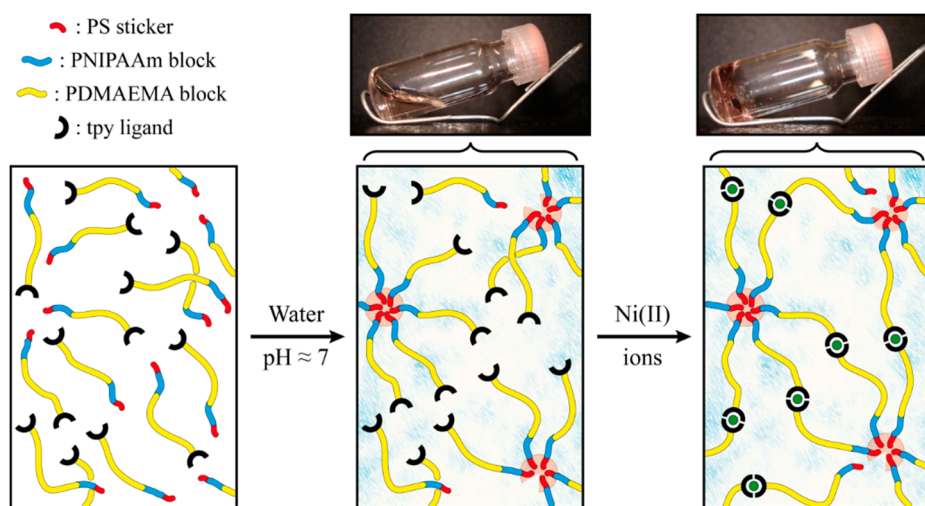 : PS sticker
: PNIPAAm block
: PDMAEMA block
: tpy ligand
Water
pH ≈ 7
Ni(II)
ions